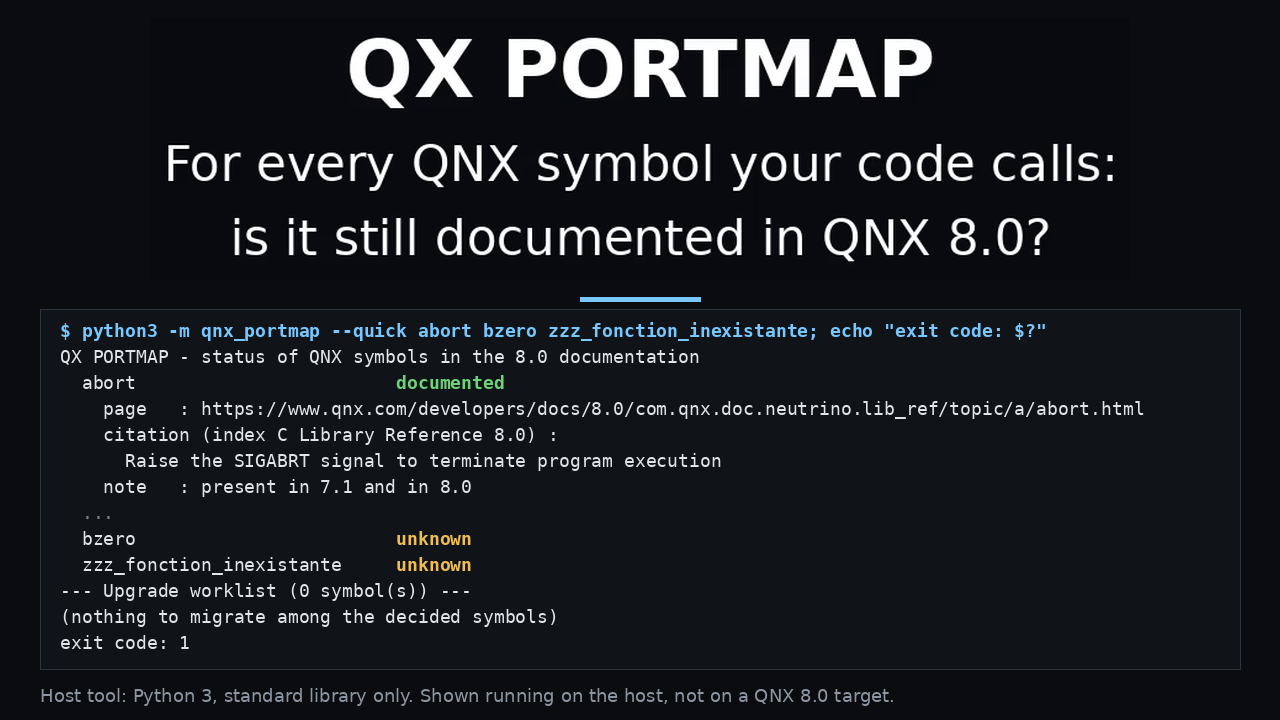 QX PORTMAP
For every QNX symbol your code calls:
is it still documented in QNX 8.0?
$ python3 -m qnx_portmap --quick abort bzero zzz_fonction_inexistante; echo "exit code: $?"
QX PORTMAP - status of QNX symbols in the 8.0 documentation
abort documented
page : https://www.qnx.com/developers/docs/8.0/com.qnx.doc.neutrino.lib_ref/topic/a/abort.html
citation (index C Library Reference 8.0) :
Raise the SIGABRT signal to terminate program execution
note : present in 7.1 and in 8.0
...
bzero unknown
zzz_fonction_inexistante unknown
--- Upgrade worklist (0 symbol(s)) ---
(nothing to migrate among the decided symbols)
exit code: 1
Host tool: Python 3, standard library only. Shown running on the host, not on a QNX 8.0 target.